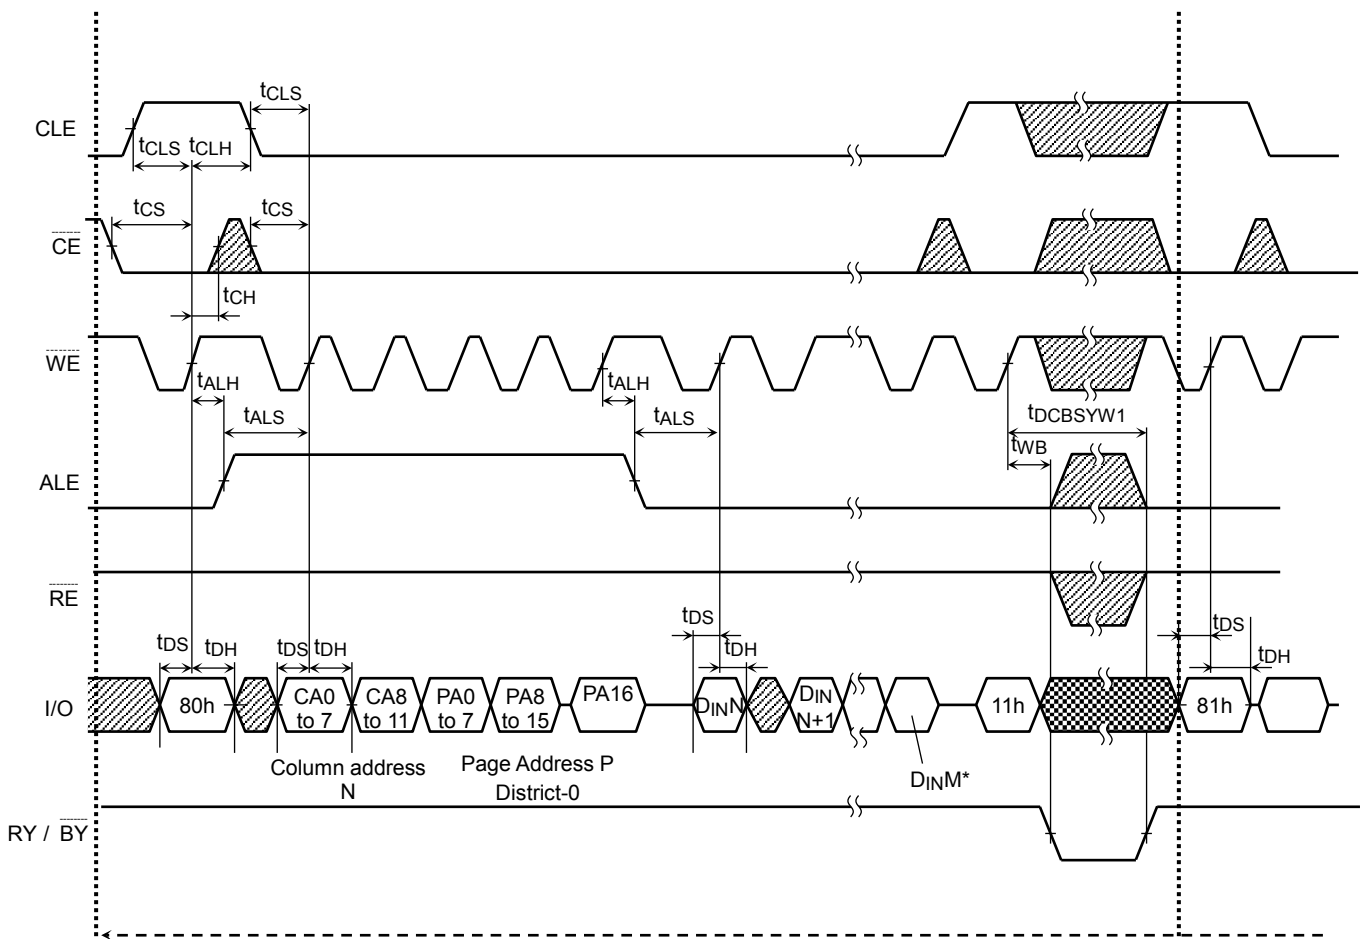 tCLS
CLE
tCLS tCLH
tCS tCS
CE
tCH
WE
tALH tALH
tALS tALS tDCBSYW1
tWB
ALE
RE
tDS tDH tDS tDH tDS tDH tDS tDH
I/O 80h CA0 to 7 CA8 to 11 PA0 to 7 PA8 to 15 PA16 DINN DIN N+1 11h 81h
Column address N
Page Address P
District-0
DINM*
RY / BY